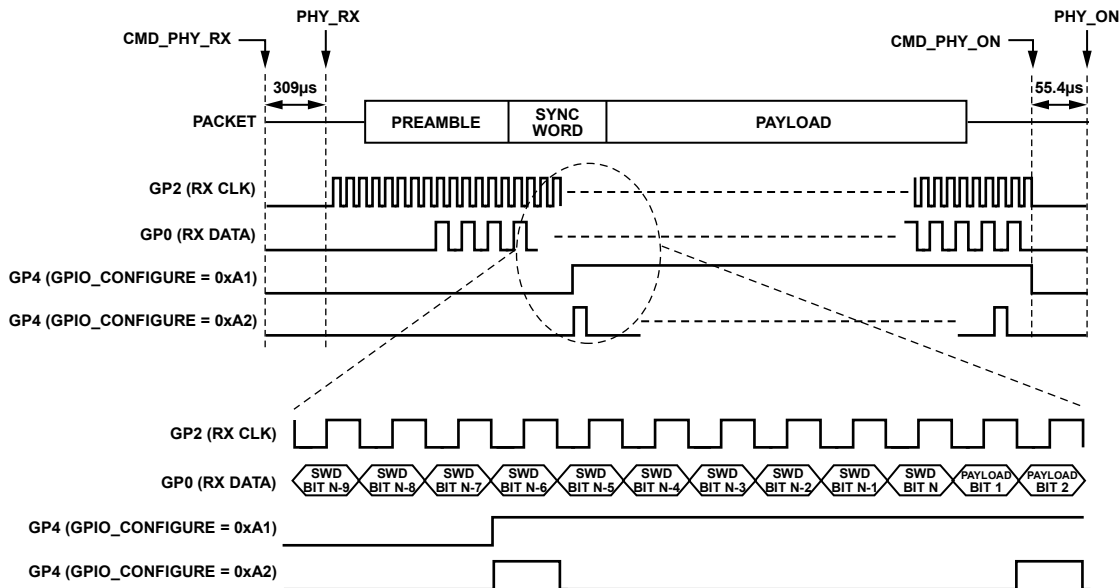 PHY_RX
PHY_ON
CMD_PHY_RX
CMD_PHY_ON
309µs
55.4µs
PACKET
PREAMBLE
SYNC
WORD
PAYLOAD
GP2 (RX CLK)
GP0 (RX DATA)
GP4 (GPIO_CONFIGURE = 0xA1)
GP4 (GPIO_CONFIGURE = 0xA2)
GP2 (RX CLK)
GP0 (RX DATA)
SWD
BIT N-9
SWD
BIT N-8
SWD
BIT N-7
SWD
BIT N-6
SWD
BIT N-5
SWD
BIT N-4
SWD
BIT N-3
SWD
BIT N-2
SWD
BIT N-1
SWD
BIT N
PAYLOAD
BIT 1
PAYLOAD
BIT 2
GP4 (GPIO_CONFIGURE = 0xA1)
GP4 (GPIO_CONFIGURE = 0xA2)